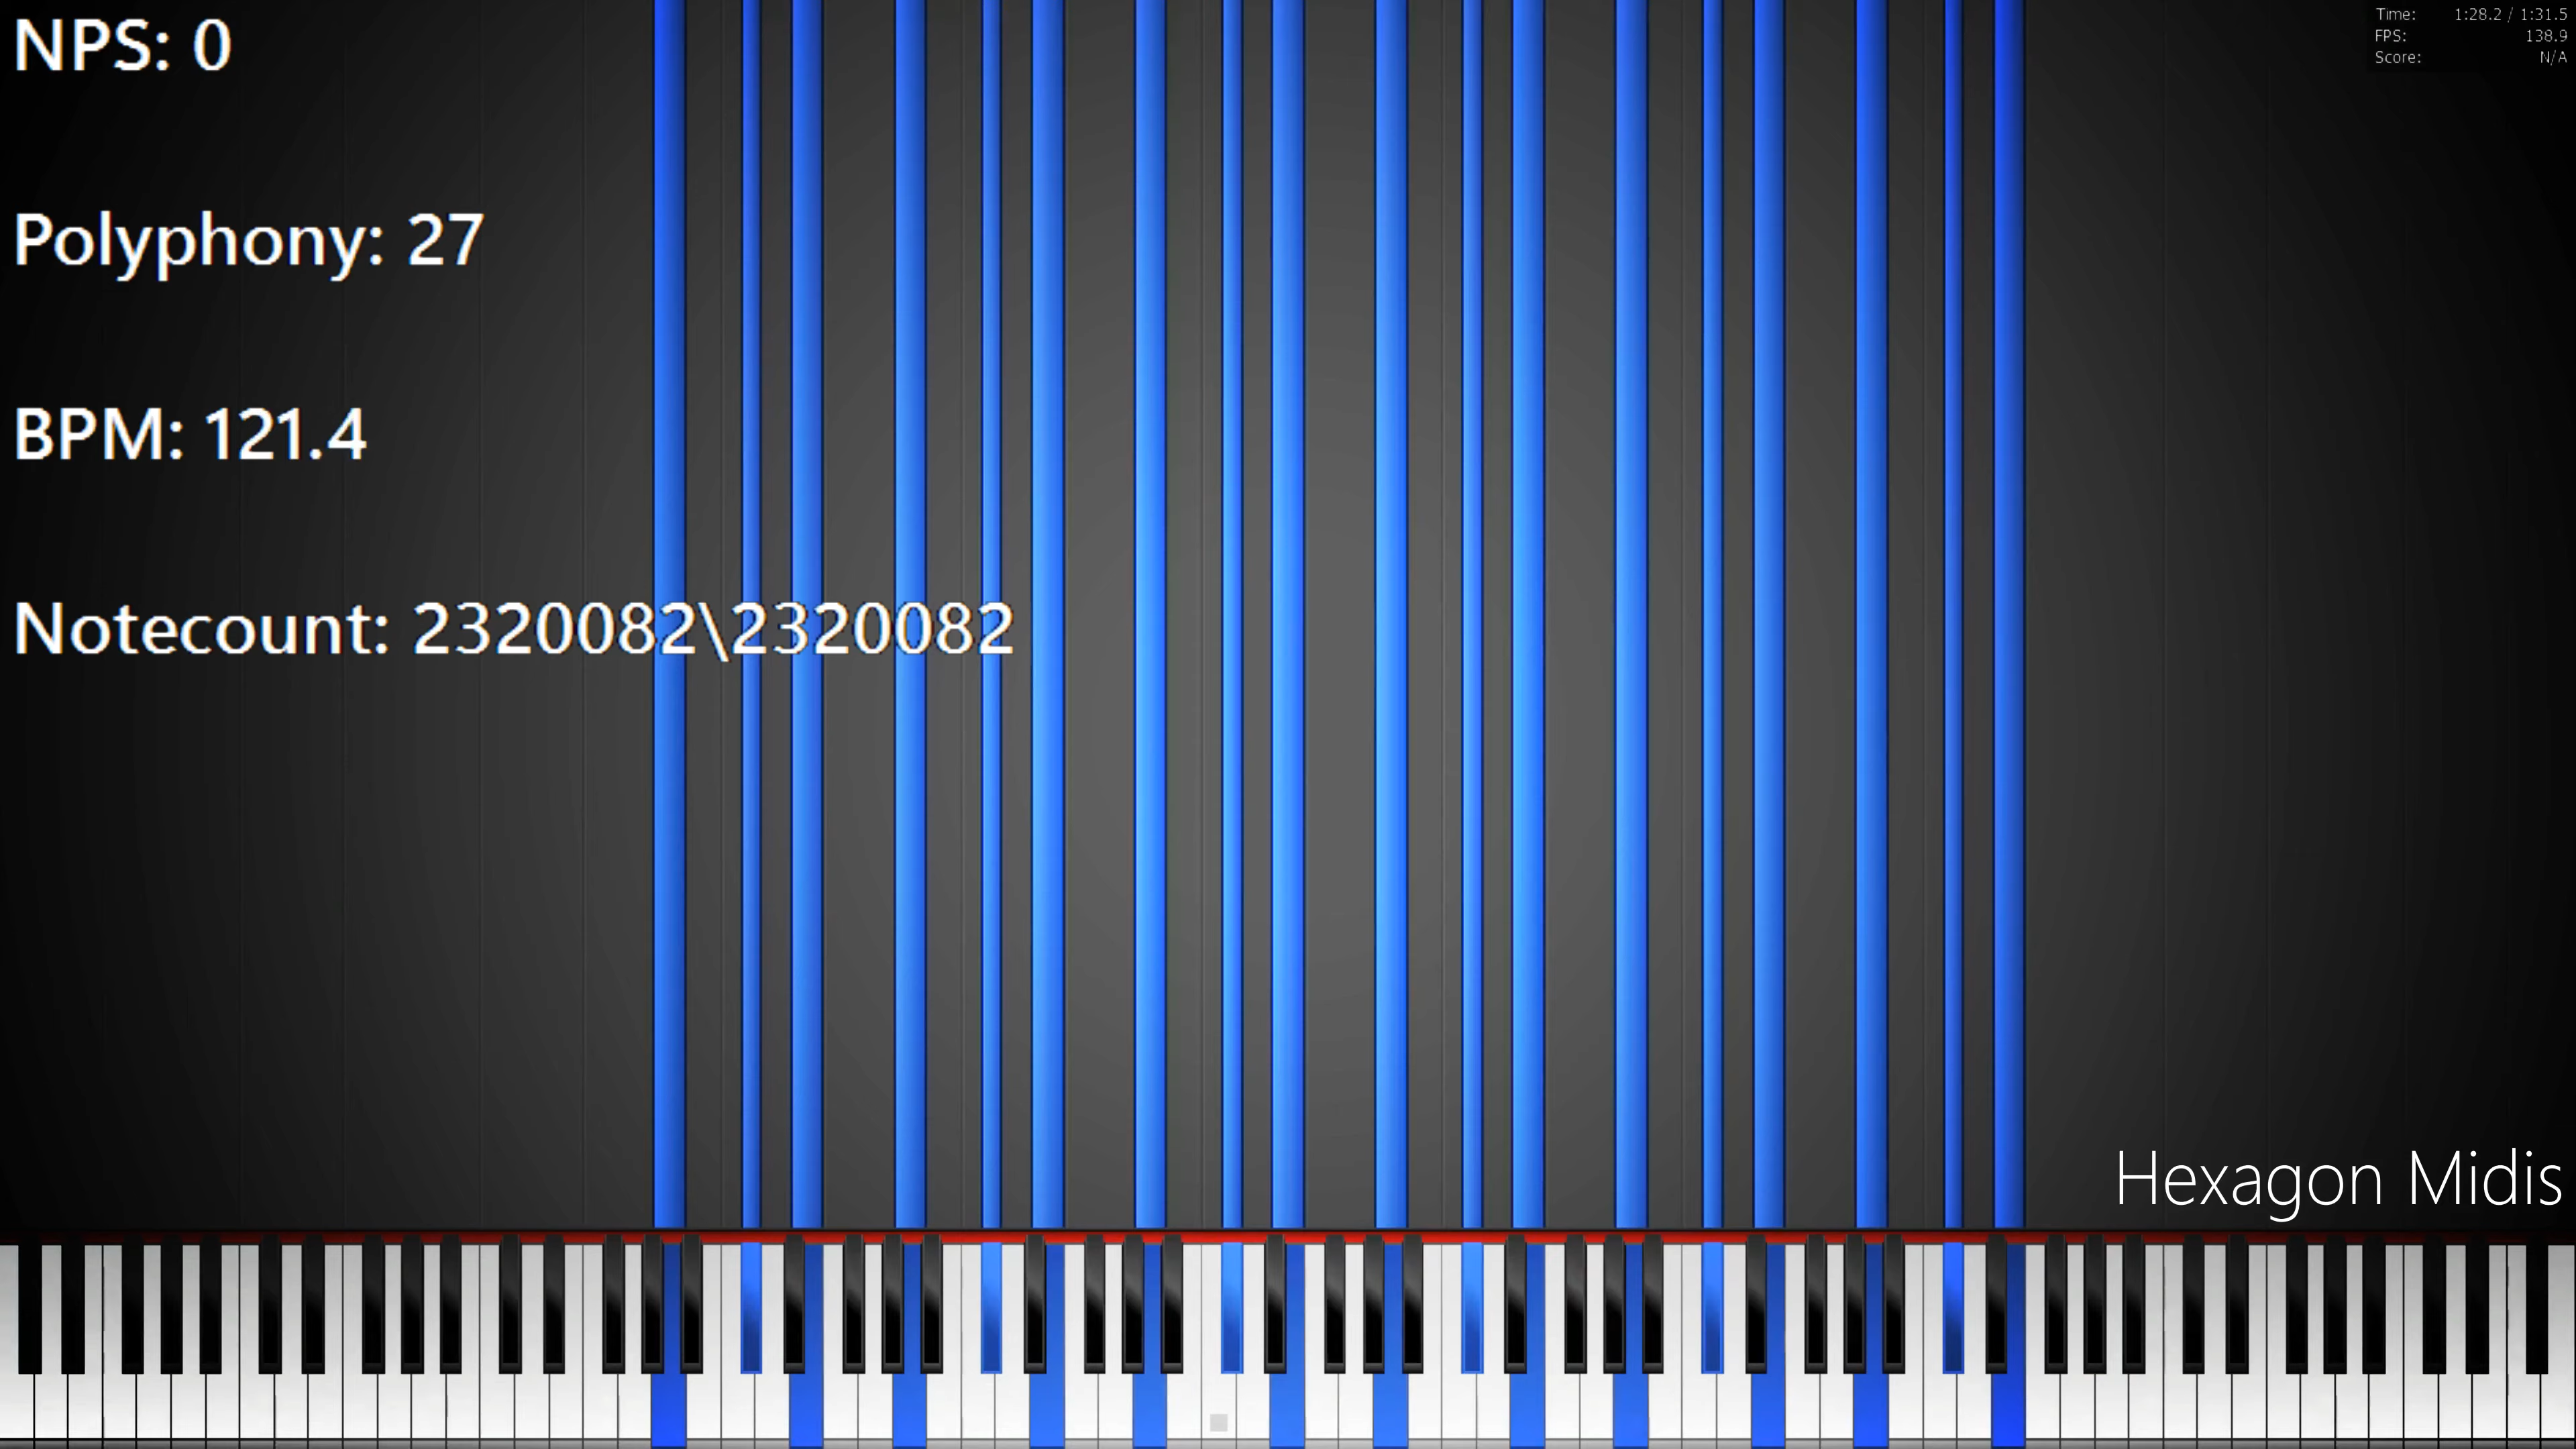 NPS: 0
Time: 1:28.2 / 1:31.5
FPS: 138.9
Score: N/A
Polyphony: 27
BPM: 121.4
Notecount: 2320082\2320082
Hexagon Midis